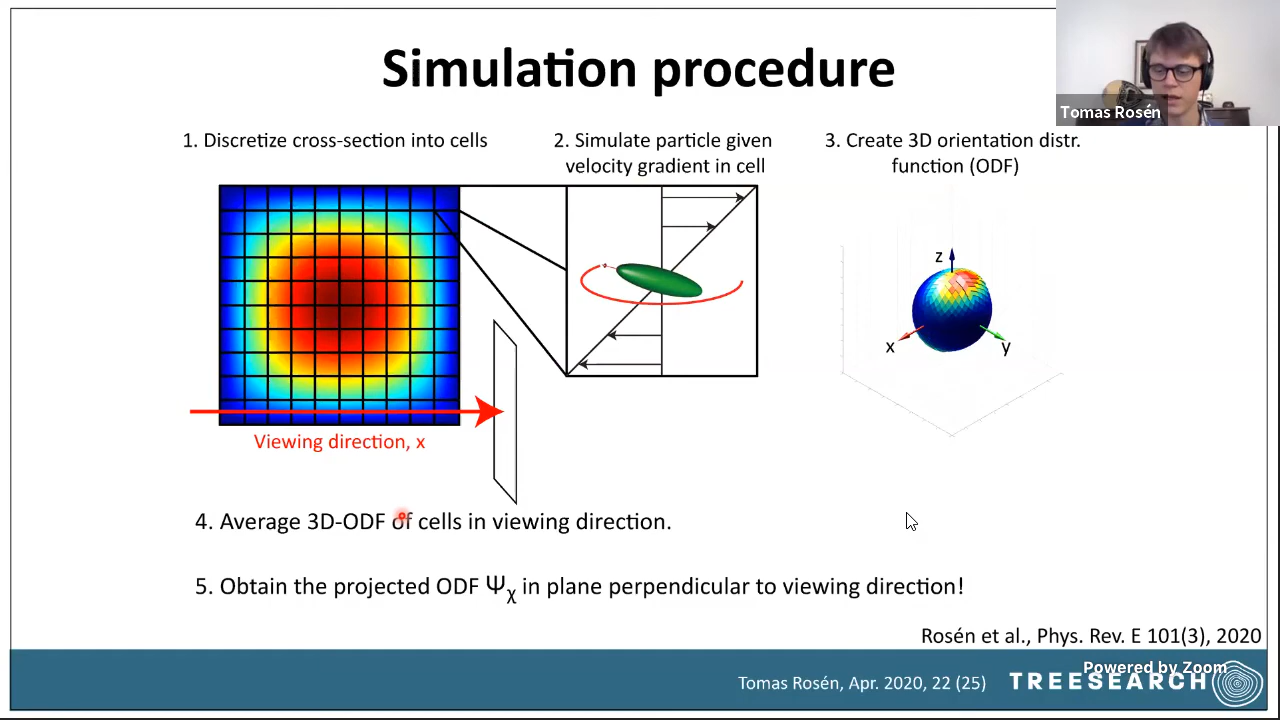 Simulation procedure
Tomas Rosén
1. Discretize cross-section into cells
2. Simulate particle given
velocity gradient in cell
3. Create 3D orientation distr.
function (ODF)
z
x
y
Viewing direction, x
4. Average 3D-ODF of cells in viewing direction.
5. Obtain the projected ODF Ψχ in plane perpendicular to viewing direction!
Rosén et al., Phys. Rev. E 101(3), 2020
Powered by Zoom
Tomas Rosén, Apr. 2020, 22 (25)
TREESEARCH